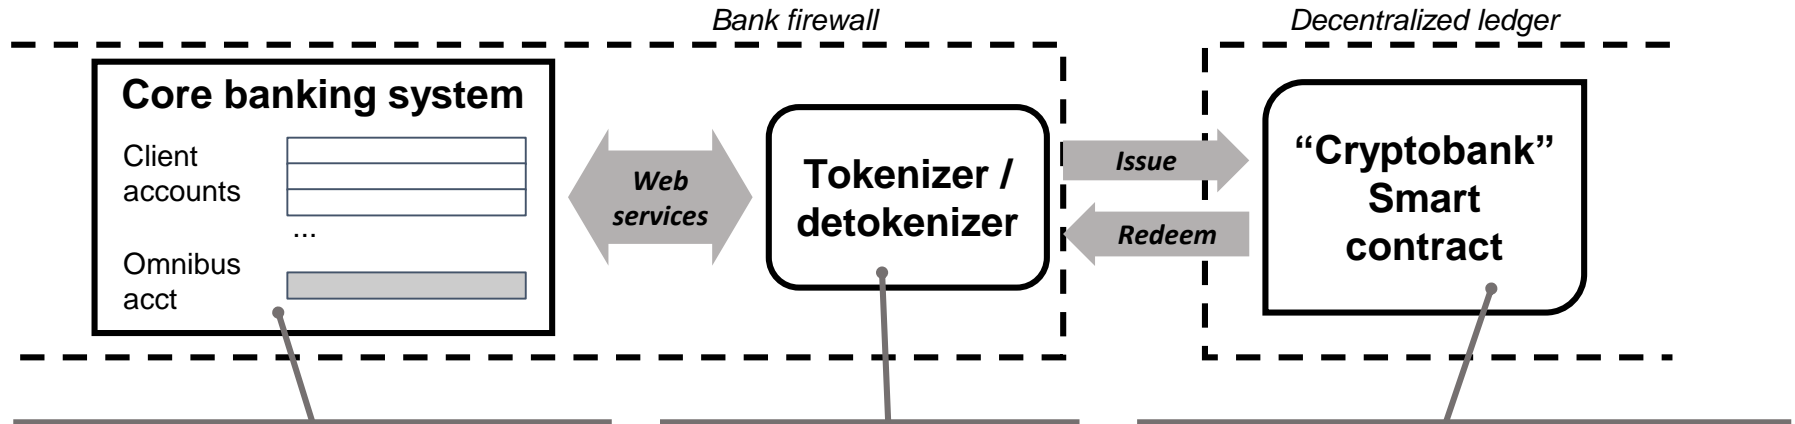 Bank firewall
Decentralized ledger
Core banking system
Client
accounts
...
Omnibus
acct
Web
services
Tokenizer /
detokenizer
Issue
Redeem
“Cryptobank”
Smart
contract